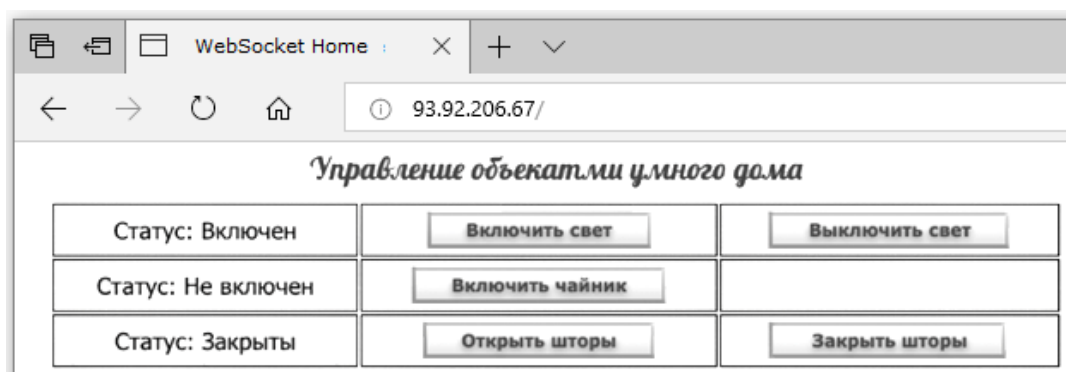 WebSocket Home
93.92.206.67/
Управление объекатми умного дома
Статус: Включен Включить свет Выключить свет
Статус: Не включен Включить чайник
Статус: Закрыты Открыть шторы Закрыть шторы